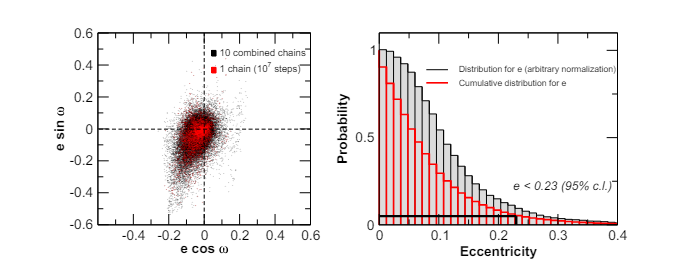 0.6
0.4
0.2
0
-0.2
-0.4
-0.6
e sin ω
10 combined chains
1 chain (10⁷ steps)
-0.4 -0.2 0 0.2 0.4 0.6
e cos ω
1
0.5
0
Probability
Distribution for e (arbitrary normalization)
Cumulative distribution for e
e < 0.23 (95% c.l.)
0 0.1 0.2 0.3 0.4
Eccentricity